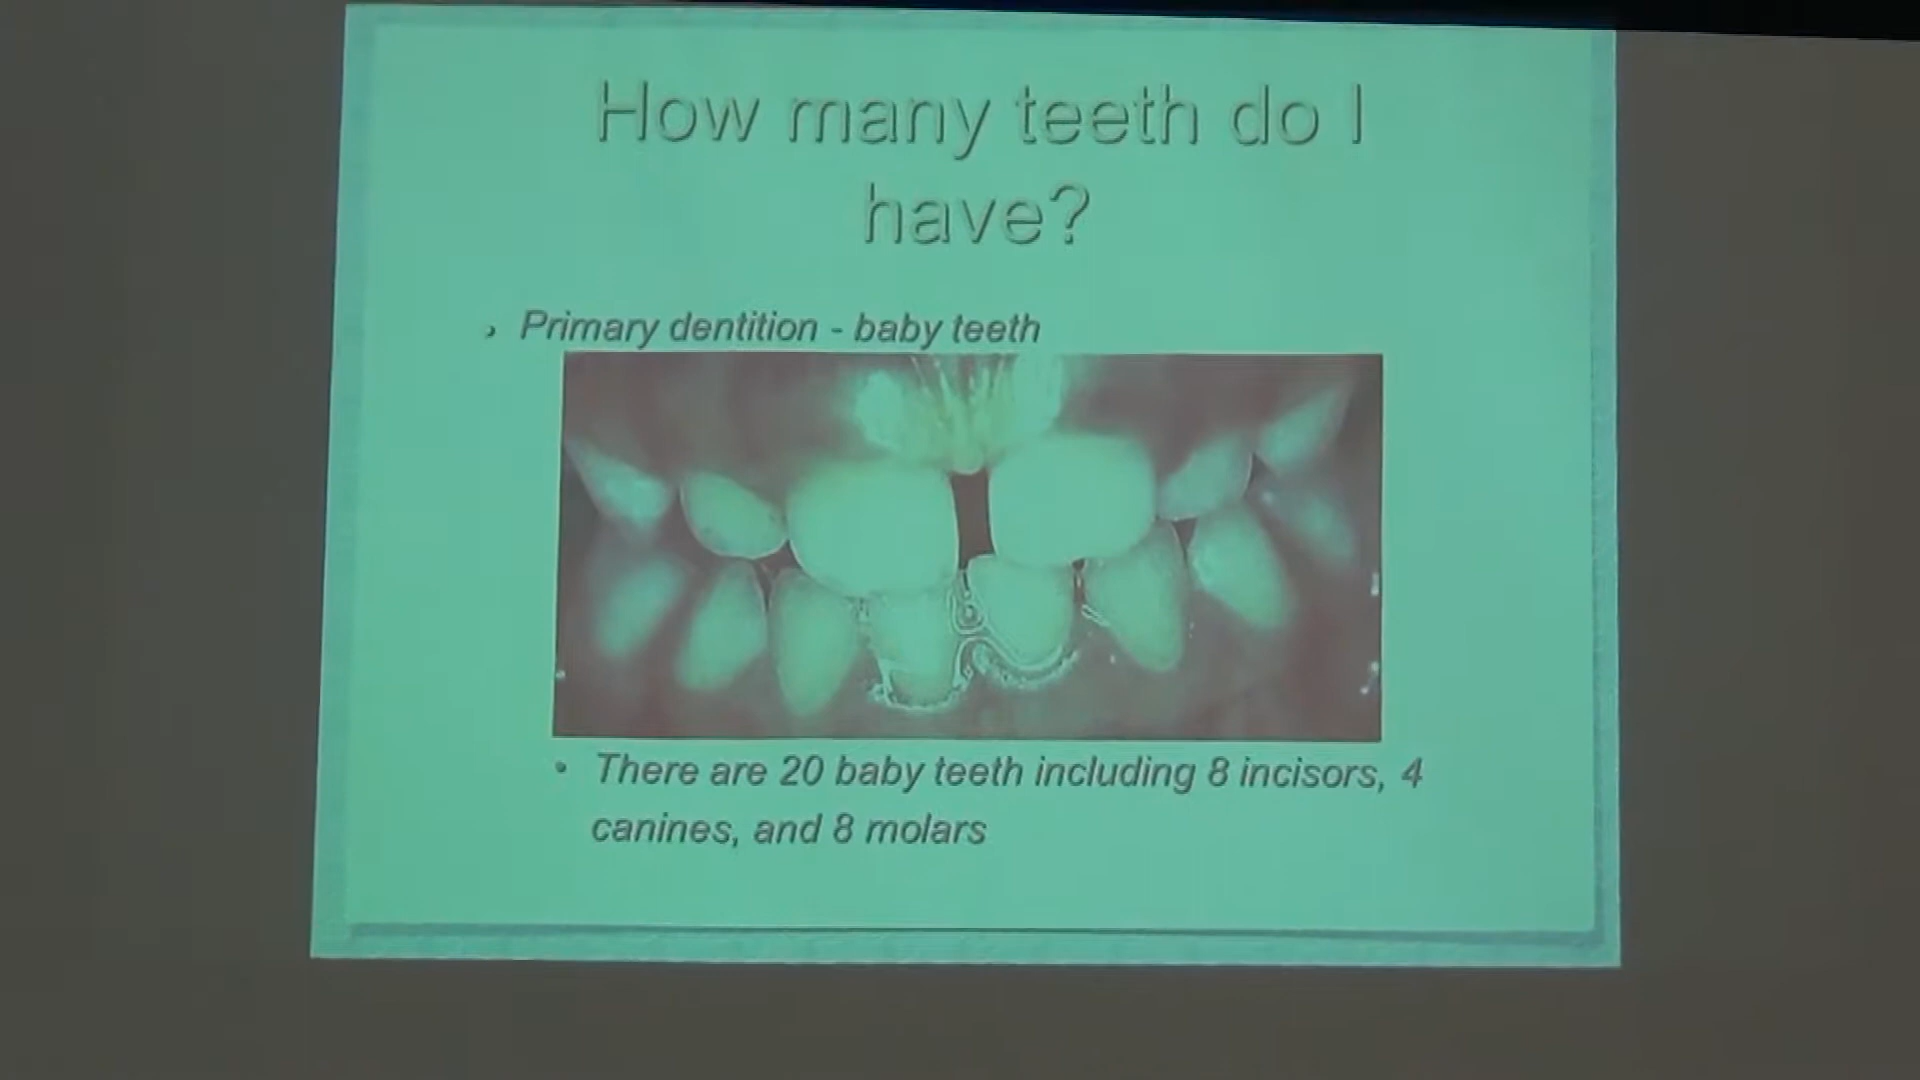 How many teeth do I
have?
Primary dentition - baby teeth
• There are 20 baby teeth including 8 incisors, 4
canines, and 8 molars